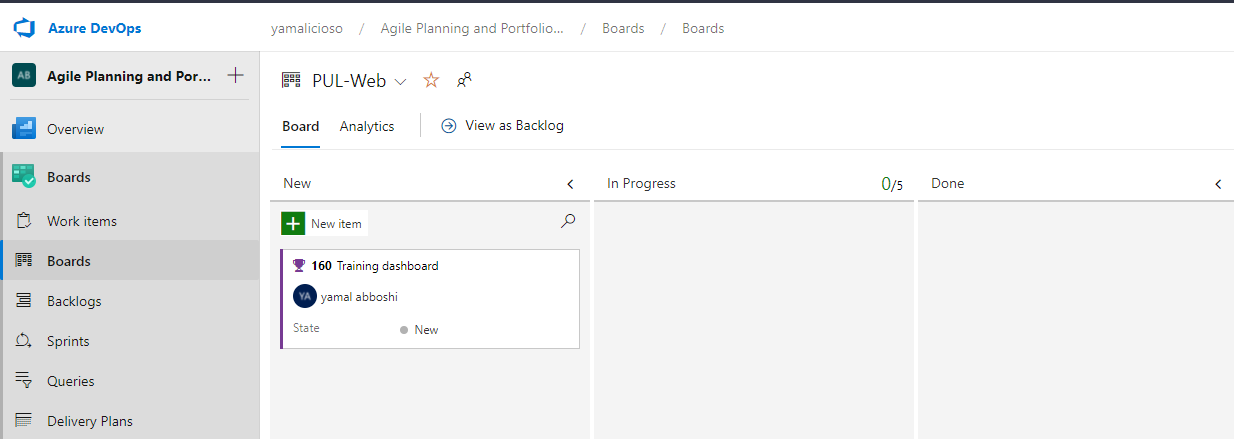 Azure DevOps
yamalicioso / Agile Planning and Portfolio... / Boards / Boards
AB Agile Planning and Por...
Overview
Boards
Work items
Boards
Backlogs
Sprints
Queries
Delivery Plans
PUL-Web
Board Analytics View as Backlog
New
In Progress 0/5
Done
New item
160 Training dashboard
YA yamal abboshi
State New